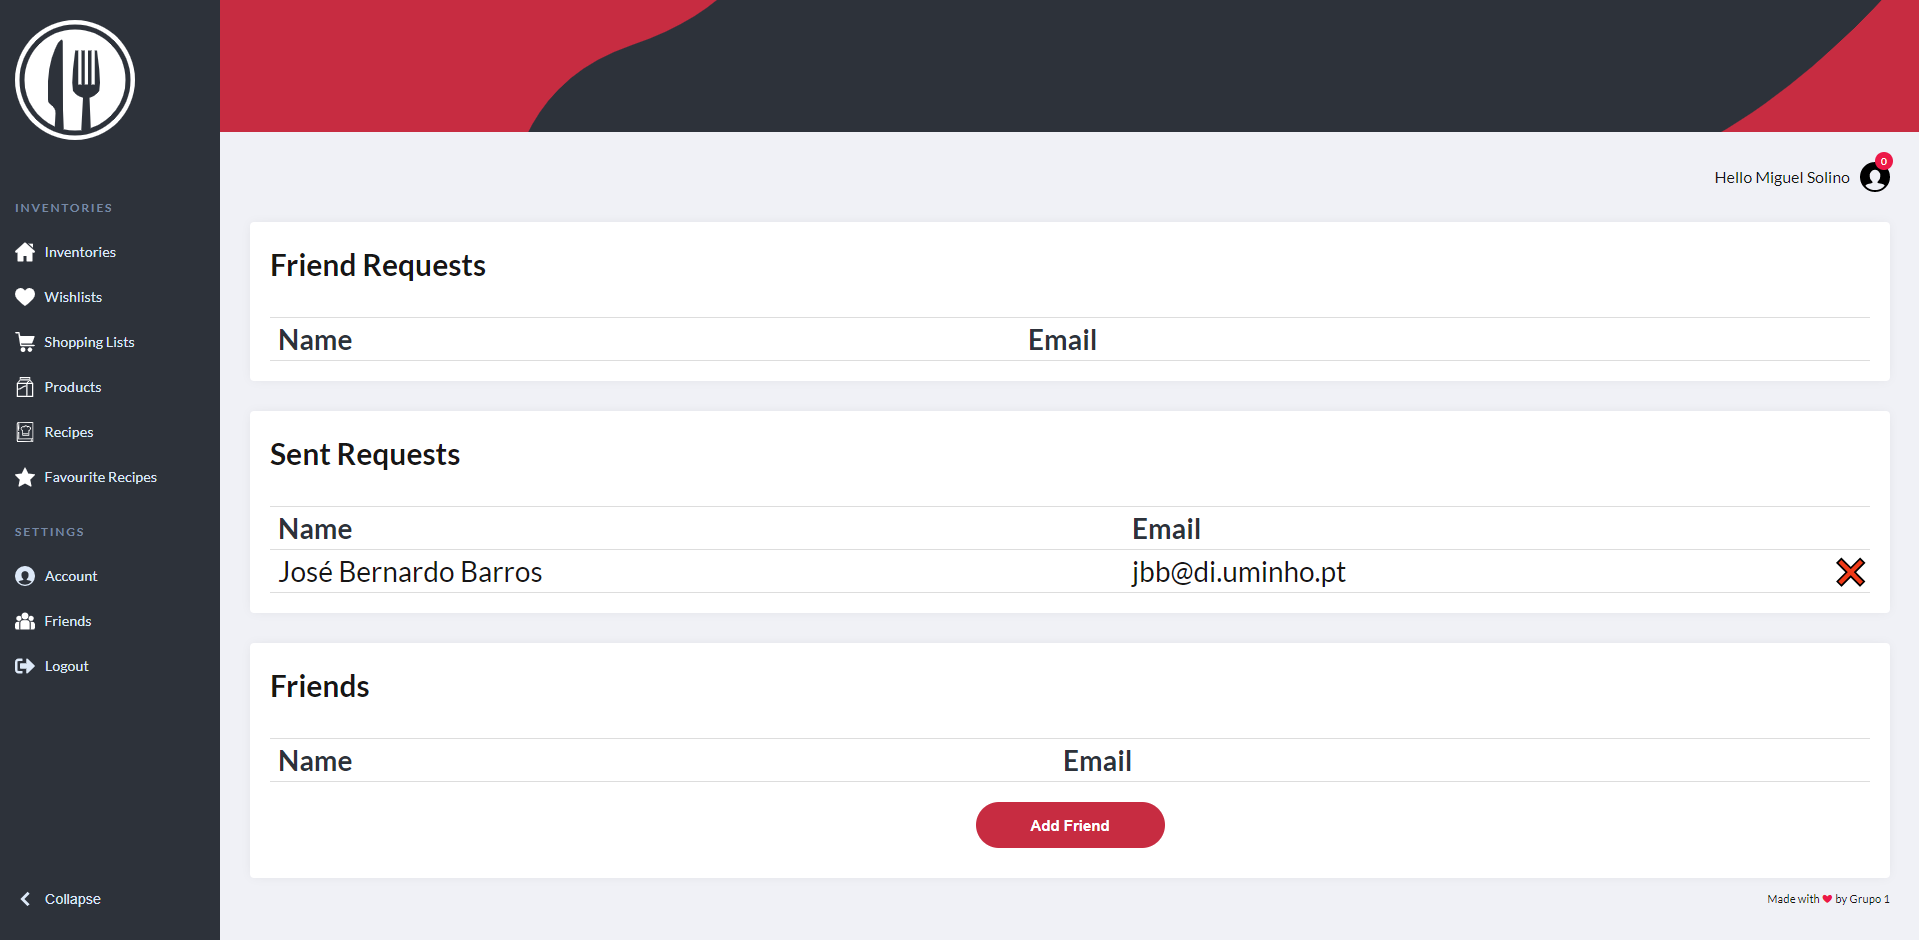 INVENTORIES
Inventories
Wishlists
Shopping Lists
Products
Recipes
Favourite Recipes
SETTINGS
Account
Friends
Logout
Collapse
Hello Miguel Solino
0
Friend Requests
Name Email
Sent Requests
Name Email
José Bernardo Barros jbb@di.uminho.pt
Friends
Name Email
Add Friend
Made with ❤ by Grupo 1